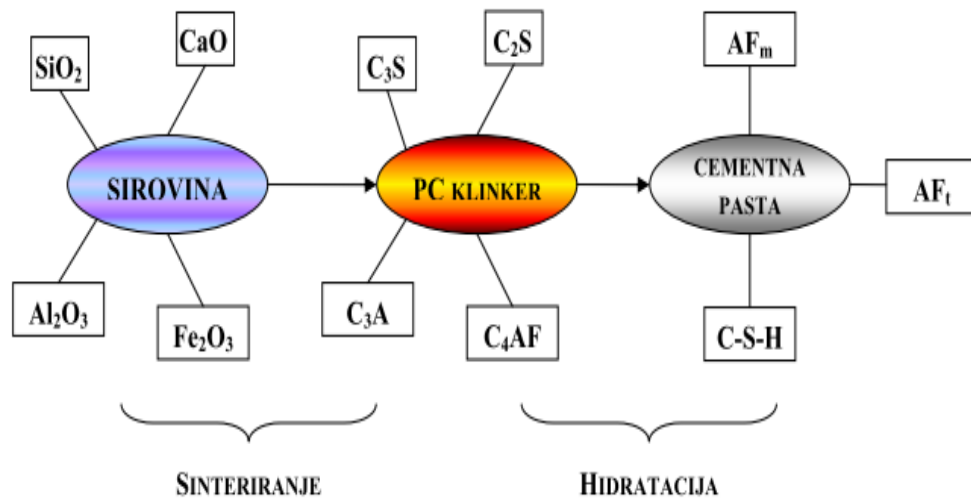 CaO
SiO₂
C₃S
C₂S
AFₘ
SIROVINA
PC KLINKER
CEMENTNA
PASTA
AFₜ
Al₂O₃
Fe₂O₃
C₃A
C₄AF
C-S-H
SINTERIRANJE
HIDRATACIJA